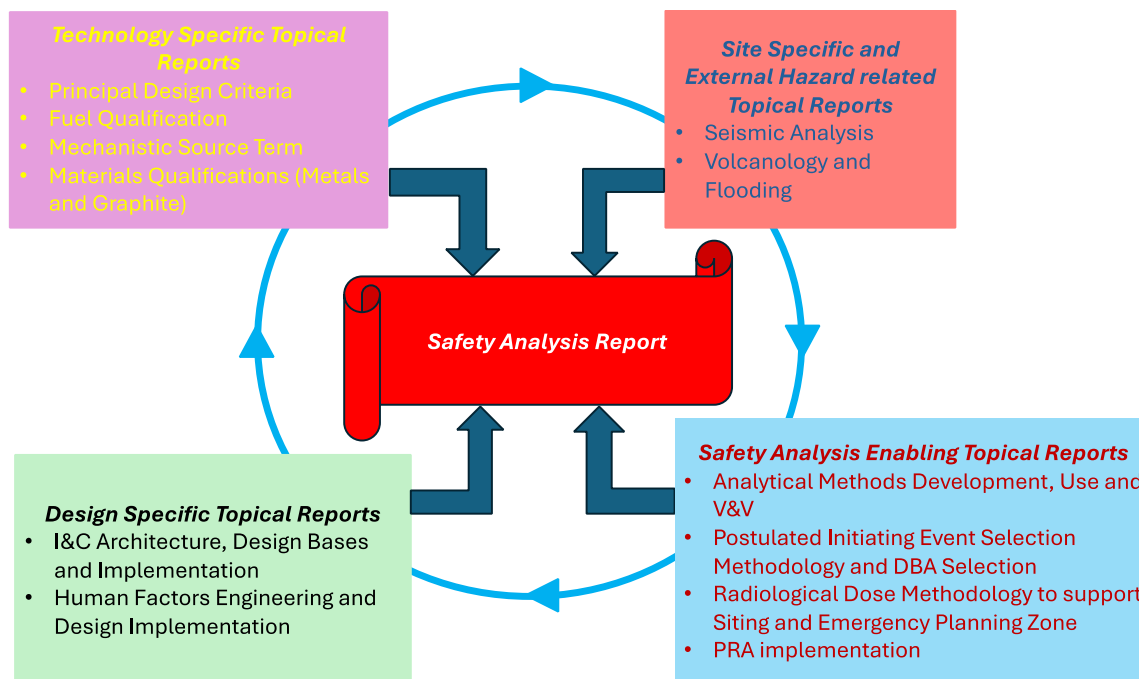 Technology Specific Topical
Reports
• Principal Design Criteria
• Fuel Qualification
• Mechanistic Source Term
• Materials Qualifications (Metals
and Graphite)
Site Specific and
External Hazard related
Topical Reports
• Seismic Analysis
• Volcanology and
Flooding
Safety Analysis Report
Design Specific Topical Reports
• I&C Architecture, Design Bases
and Implementation
• Human Factors Engineering and
Design Implementation
Safety Analysis Enabling Topical Reports
• Analytical Methods Development, Use and
V&V
• Postulated Initiating Event Selection
Methodology and DBA Selection
• Radiological Dose Methodology to support
Siting and Emergency Planning Zone
• PRA implementation